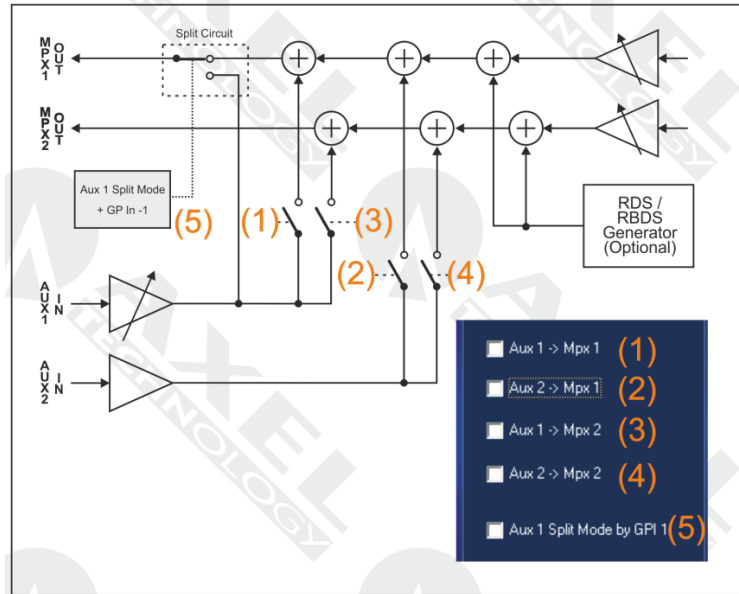 MPX1 OUT
Split Circuit
MPX2 OUT
Aux 1 Split Mode
+ GP In -1
(5)
(1)
(3)
(2)
(4)
RDS /
RBDS
Generator
(Optional)
AUX1 IN
AUX2 IN
Aux 1 -> Mpx 1 (1)
Aux 2 -> Mpx 1 (2)
Aux 1 -> Mpx 2 (3)
Aux 2 -> Mpx 2 (4)
Aux 1 Split Mode by GPI 1 (5)
AXEL
TECHNOLOGY